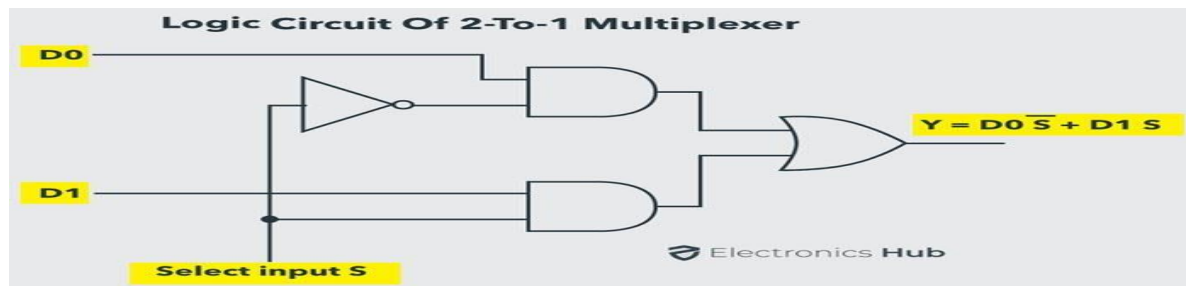 Logic Circuit Of 2-To-1 Multiplexer
D0
Y = D0 S̅ + D1 S
D1
Electronics Hub
Select input S